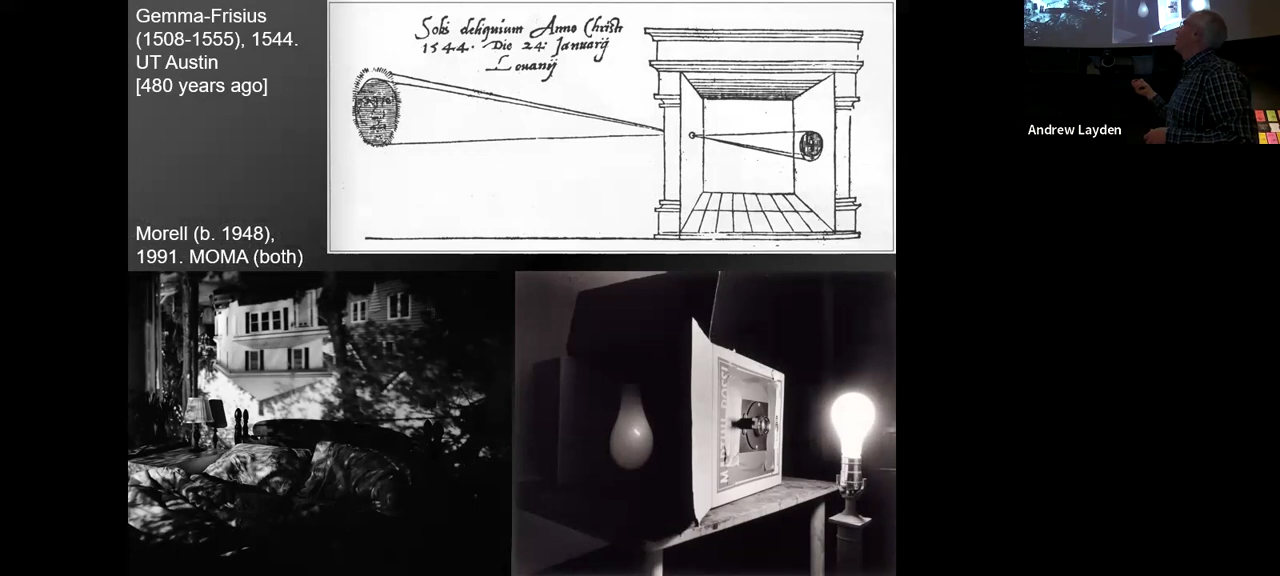 Gemma-Frisius
(1508-1555), 1544.
UT Austin
[480 years ago]
Solis deliquium Anno Christi
1544. Die 24: Januarij
Louanij
Morell (b. 1948),
1991. MOMA (both)
Andrew Layden